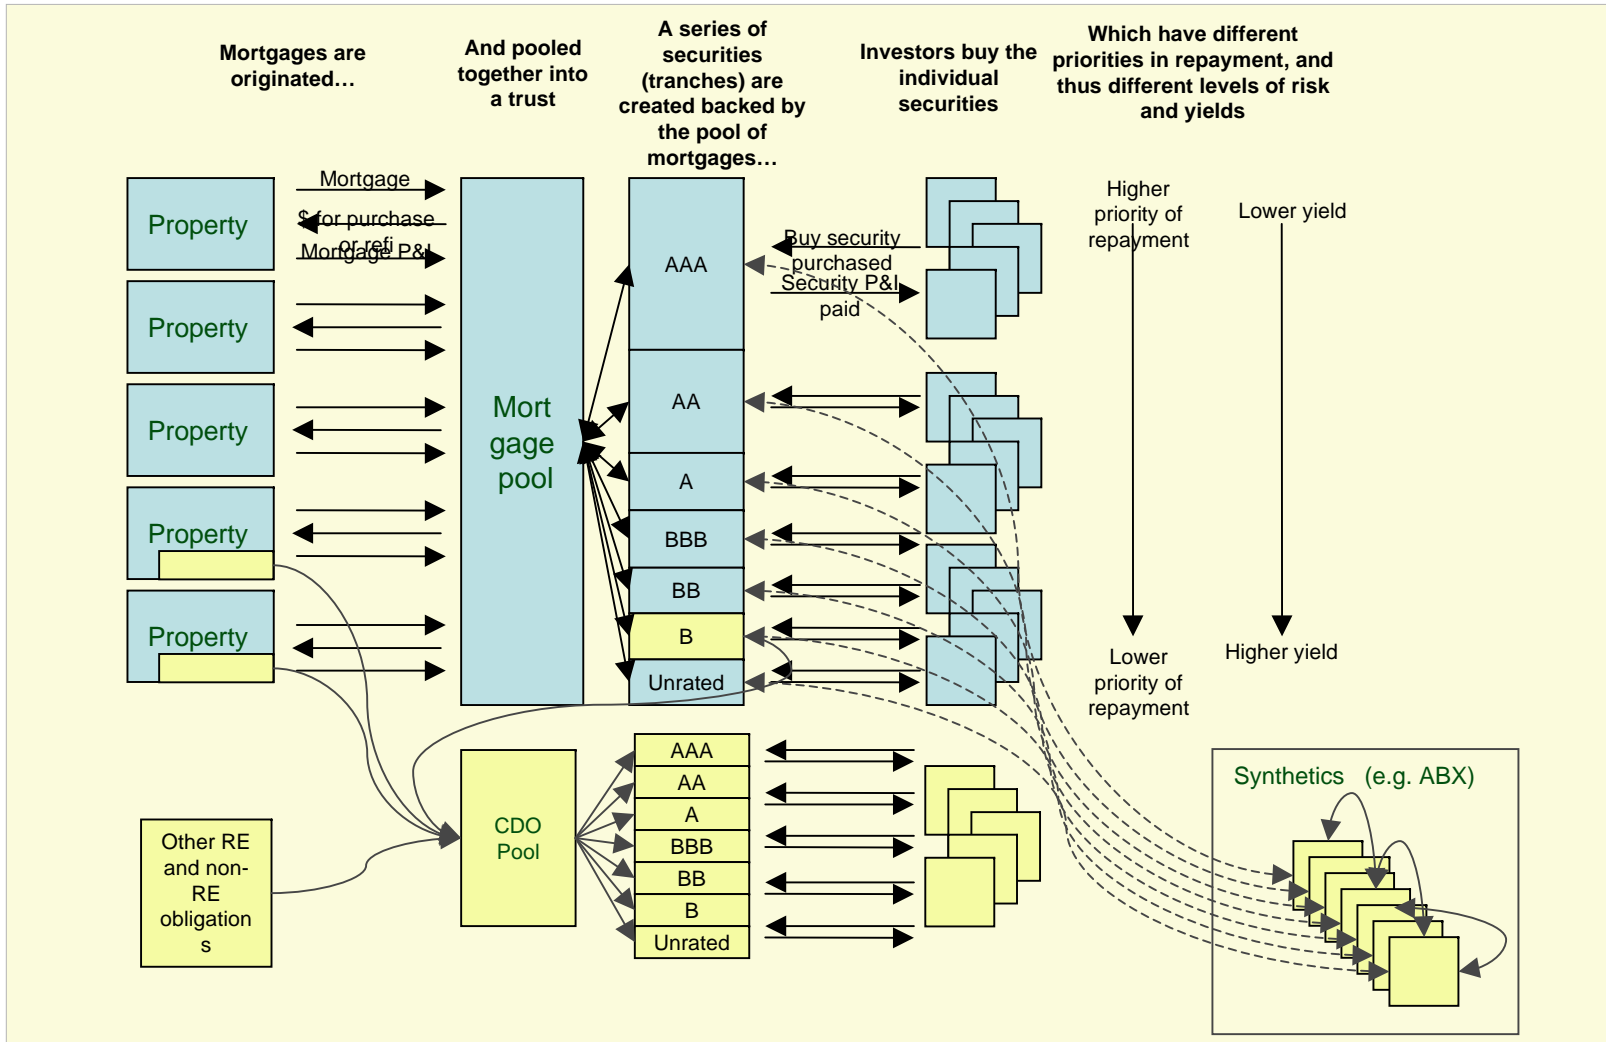 Mortgages are
originated…
And pooled
together into
a trust
A series of
securities
(tranches) are
created backed by
the pool of
mortgages…
Investors buy the
individual
securities
Which have different
priorities in repayment, and
thus different levels of risk
and yields
Property
Mortgage
$ for purchase
or refi
Mortgage P&I
Property
Property
Property
Property
Mort
gage
pool
AAA
AA
A
BBB
BB
B
Unrated
Buy security
purchased
Security P&I
paid
Higher
priority of
repayment
Lower yield
Lower
priority of
repayment
Higher yield
Other RE
and non-
RE
obligation
s
CDO
Pool
AAA
AA
A
BBB
BB
B
Unrated
Synthetics (e.g. ABX)